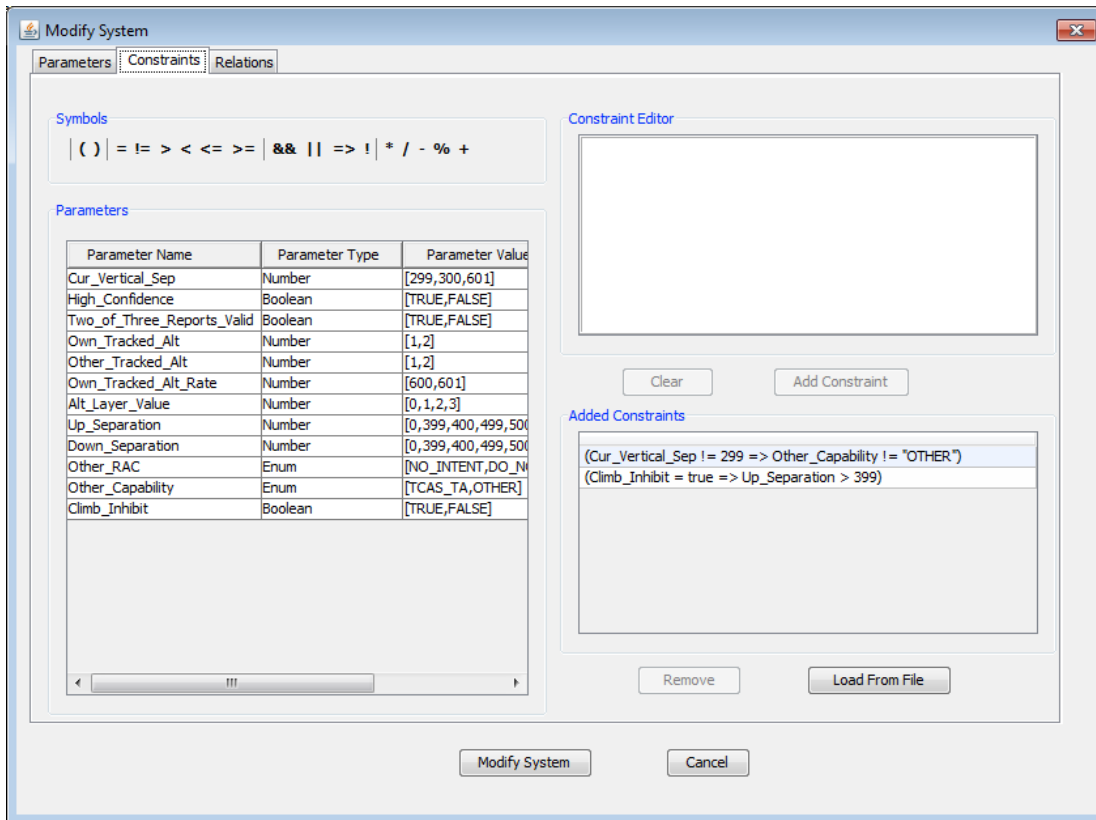 Modify System
Parameters Constraints Relations
Symbols
( ) = != > < <= >= && || => ! * / - % +
Parameters
Parameter Name Parameter Type Parameter Value
Cur_Vertical_Sep Number [299,300,601]
High_Confidence Boolean [TRUE,FALSE]
Two_of_Three_Reports_Valid Boolean [TRUE,FALSE]
Own_Tracked_Alt Number [1,2]
Other_Tracked_Alt Number [1,2]
Own_Tracked_Alt_Rate Number [600,601]
Alt_Layer_Value Number [0,1,2,3]
Up_Separation Number [0,399,400,499,500
Down_Separation Number [0,399,400,499,500
Other_RAC Enum [NO_INTENT,DO_NO
Other_Capability Enum [TCAS_TA,OTHER]
Climb_Inhibit Boolean [TRUE,FALSE]
Constraint Editor
Clear Add Constraint
Added Constraints
(Cur_Vertical_Sep != 299 => Other_Capability != "OTHER")
(Climb_Inhibit = true => Up_Separation > 399)
Remove Load From File
Modify System Cancel